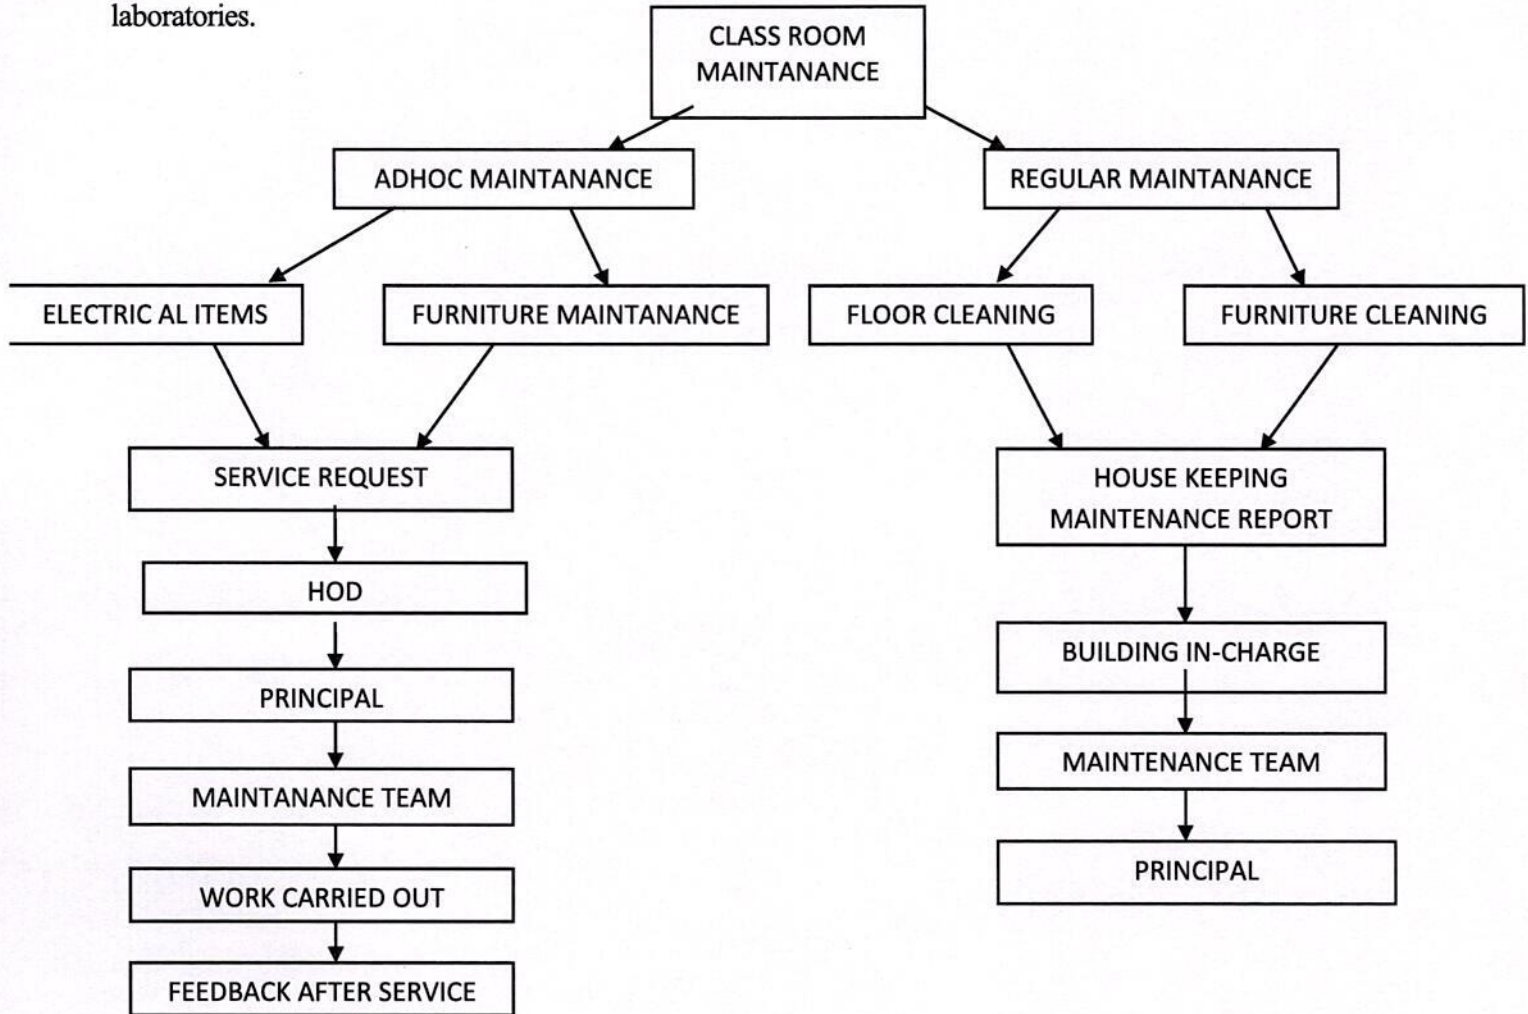 laboratories.
CLASS ROOM
MAINTANANCE
ADHOC MAINTANANCE
REGULAR MAINTANANCE
ELECTRIC AL ITEMS
FURNITURE MAINTANANCE
FLOOR CLEANING
FURNITURE CLEANING
SERVICE REQUEST
HOD
PRINCIPAL
MAINTANANCE TEAM
WORK CARRIED OUT
FEEDBACK AFTER SERVICE
HOUSE KEEPING
MAINTENANCE REPORT
BUILDING IN-CHARGE
MAINTENANCE TEAM
PRINCIPAL